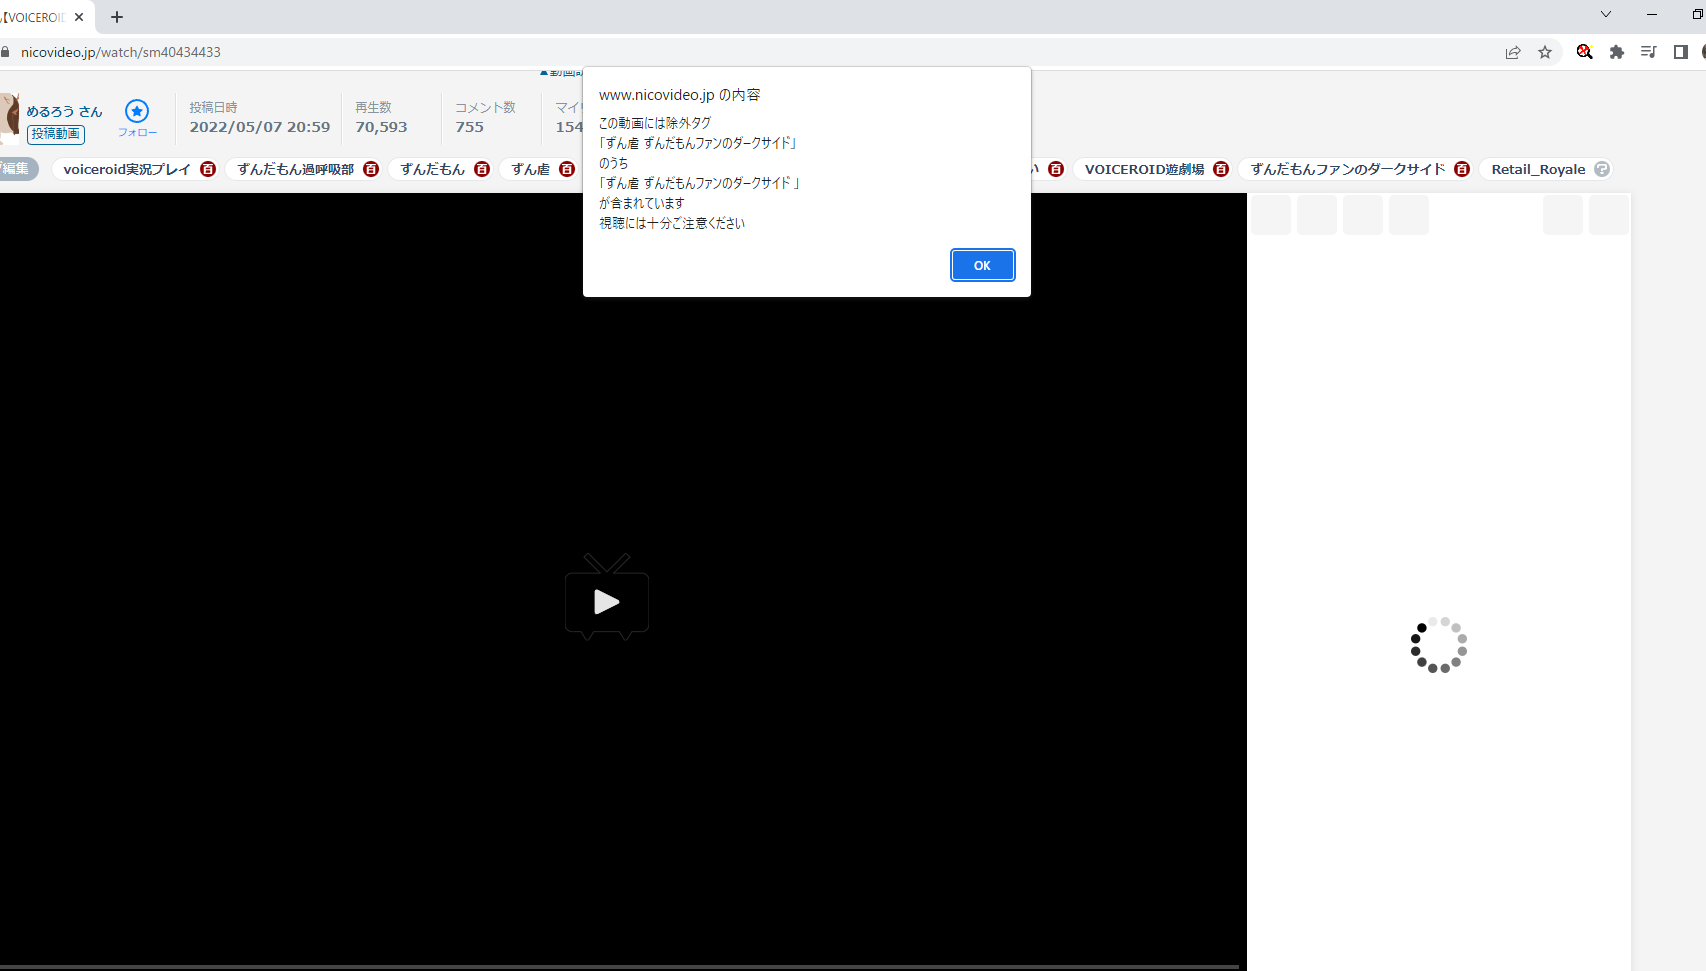 【VOICEROID
nicovideo.jp/watch/sm40434433
めるろう さん
投稿動画
フォロー
投稿日時
2022/05/07 20:59
再生数
70,593
コメント数
755
マイ
154
編集
voiceroid実況プレイ 百
ずんだもん過呼吸部 百
ずんだもん 百
ずん虐 百
い 百
VOICEROID遊劇場 百
ずんだもんファンのダークサイド 百
Retail_Royale ?
www.nicovideo.jp の内容
この動画には除外タグ
「ずん虐 ずんだもんファンのダークサイド」
のうち
「ずん虐 ずんだもんファンのダークサイド 」
が含まれています
視聴には十分ご注意ください
OK